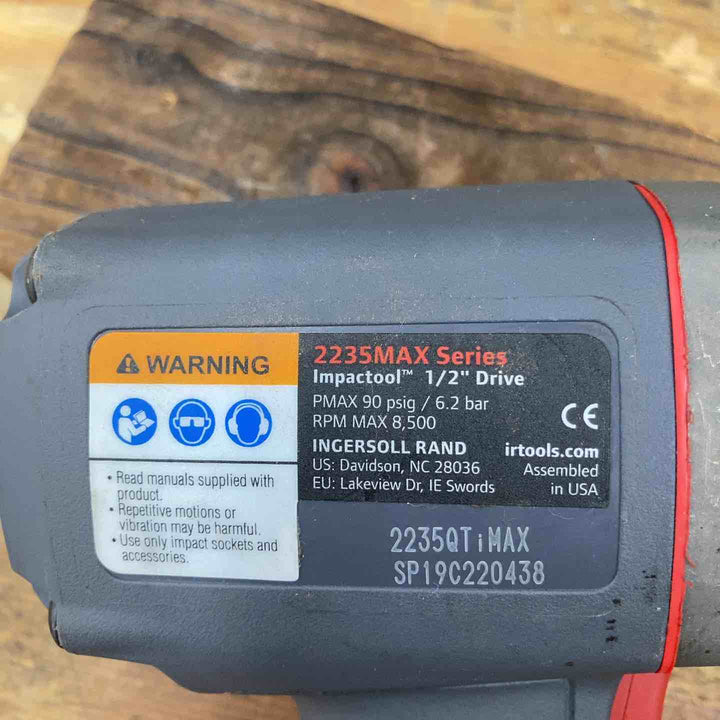 WARNING
• Read manuals supplied with
product.
• Repetitive motions or
vibration may be harmful.
• Use only impact sockets and
accessories.
2235MAX Series
Impactool™ 1/2" Drive
PMAX 90 psig / 6.2 bar
RPM MAX 8,500
CE
INGERSOLL RAND irtools.com
US: Davidson, NC 28036 Assembled
EU: Lakeview Dr, IE Swords in USA
2235QTiMAX
SP19C220438